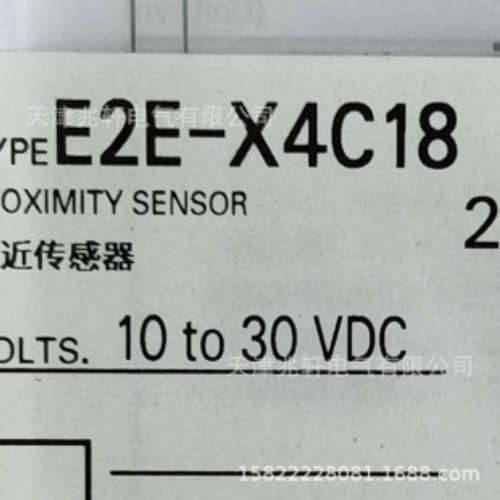 天津兆轩电气有限公司
YPE E2E-X4C18
OXIMITY SENSOR
2
近传感器
OLTS. 10 to 30 VDC
天津兆轩电气有限公司
15822228081.1688.com